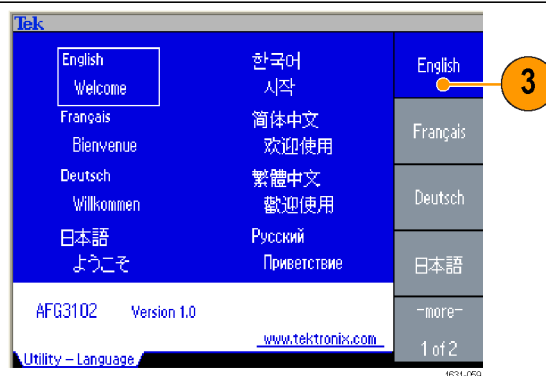 Tek
English
Welcome
Français
Bienvenue
Deutsch
Willkommen
日本語
ようこそ
한국어
시작
简体中文
欢迎使用
繁體中文
歡迎使用
Русский
Приветствие
English
3
Français
Deutsch
日本語
-more-
1 of 2
AFG3102 Version 1.0
www.tektronix.com
Utility – Language
1631-059